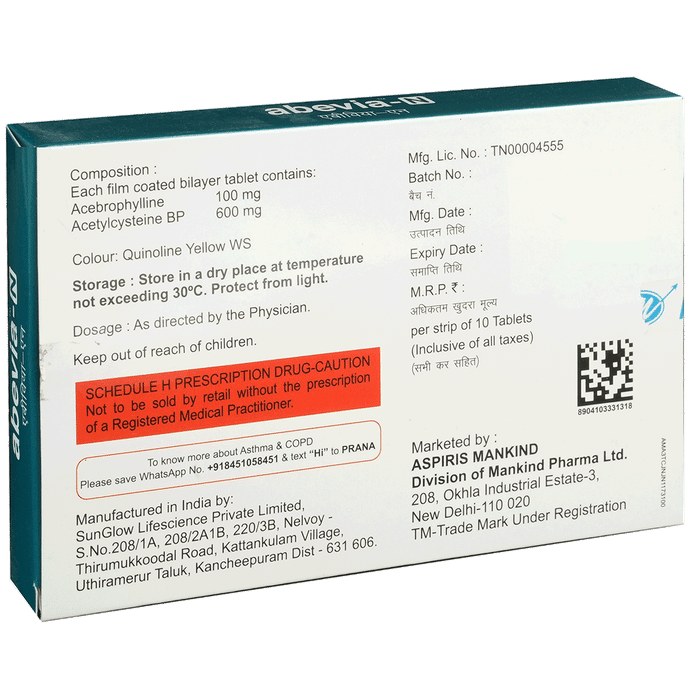 abevia-N
एबीविया-एन
Composition :
Each film coated bilayer tablet contains:
Acebrophylline 100 mg
Acetylcysteine BP 600 mg
Colour: Quinoline Yellow WS
Storage : Store in a dry place at temperature
not exceeding 30ºC. Protect from light.
Dosage : As directed by the Physician.
Keep out of reach of children.
SCHEDULE H PRESCRIPTION DRUG-CAUTION
Not to be sold by retail without the prescription
of a Registered Medical Practitioner.
To know more about Asthma & COPD
Please save WhatsApp No. +918451058451 & text “Hi” to PRANA
Manufactured in India by:
SunGlow Lifescience Private Limited,
S.No.208/1A, 208/2A1B, 220/3B, Nelvoy -
Thirumukkoodal Road, Kattankulam Village,
Uthiramerur Taluk, Kancheepuram Dist - 631 606.
Mfg. Lic. No. : TN00004555
Batch No. :
बैच नं.
Mfg. Date :
उत्पादन तिथि
Expiry Date :
समाप्ति तिथि
M.R.P. ₹ :
अधिकतम खुदरा मूल्य
per strip of 10 Tablets
(Inclusive of all taxes)
(सभी कर सहित)
8904103331318
Marketed by :
ASPIRIS MANKIND
Division of Mankind Pharma Ltd.
208, Okhla Industrial Estate-3,
New Delhi-110 020
TM-Trade Mark Under Registration
AMA3TC/NJN1173100
abevia-N
एबीविया-एन